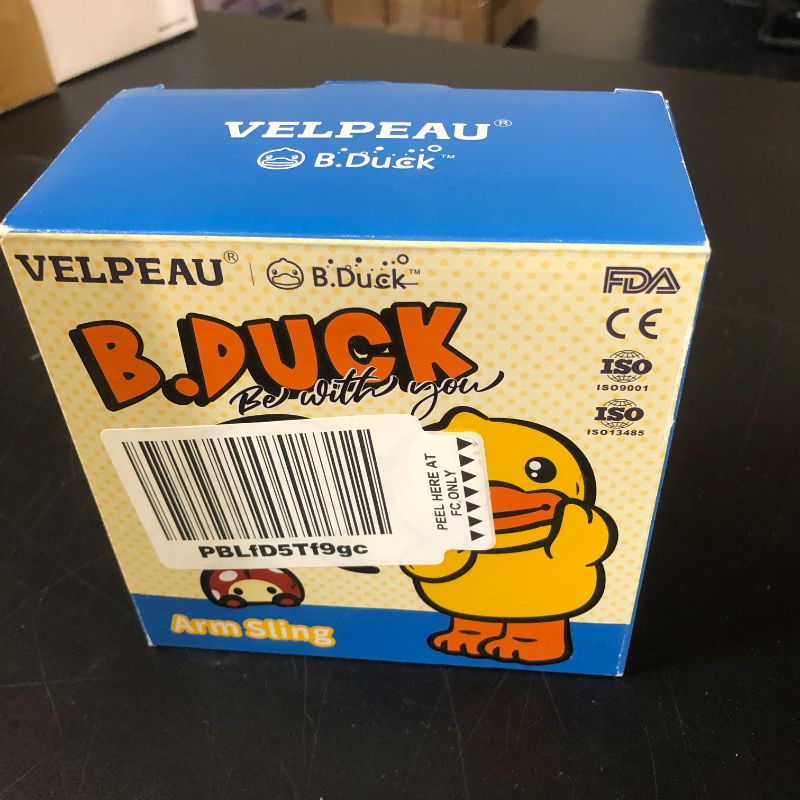 VELPEAU®
B.Duck™
VELPEAU® | B.Duck™
FDA
CE
ISO
ISO9001
ISO
ISO13485
B.DUCK
Be with you
PEEL HERE AT
FC ONLY
PBLfD5Tf9gc
Arm Sling